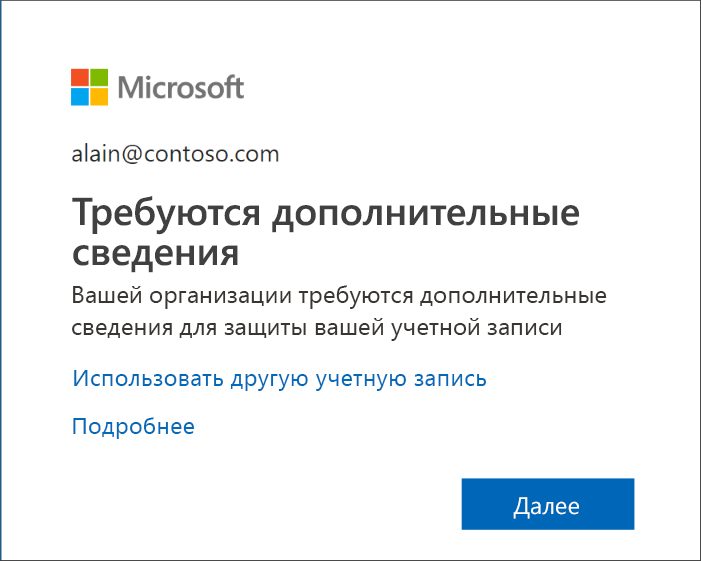 Microsoft
alain@contoso.com
Требуются дополнительные
сведения
Вашей организации требуются дополнительные
сведения для защиты вашей учетной записи
Использовать другую учетную запись
Подробнее
Далее